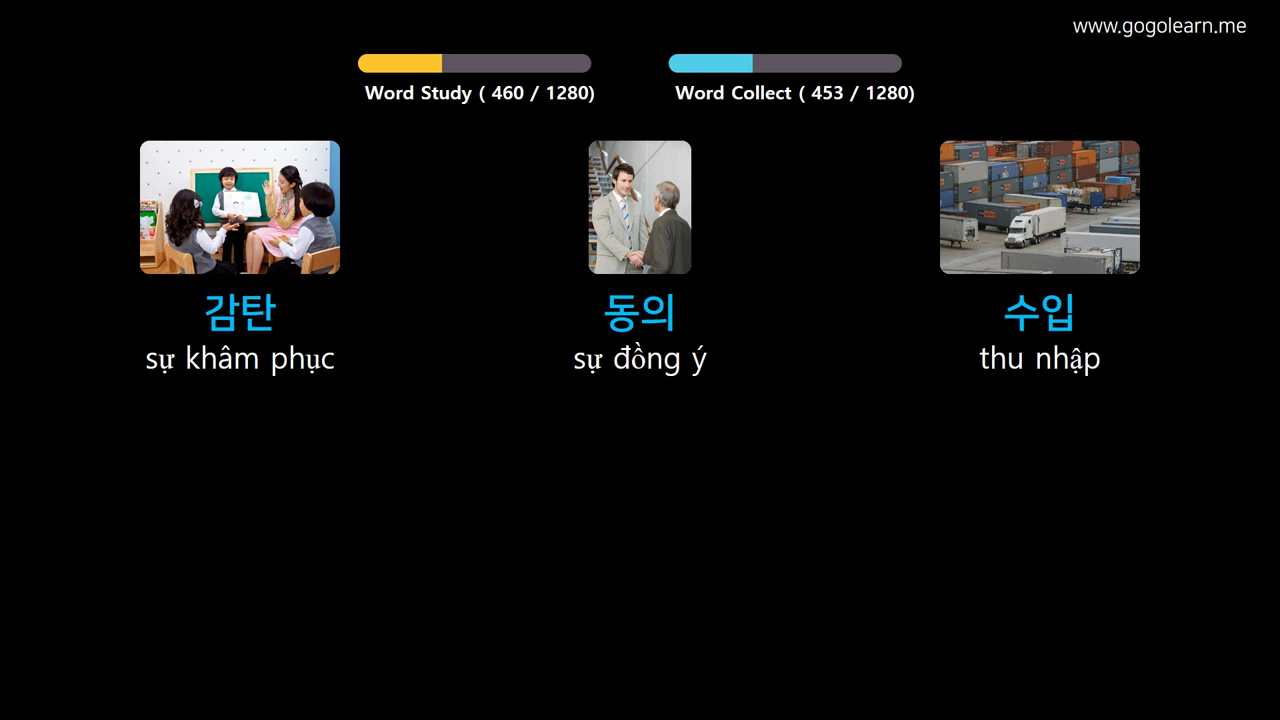 www.gogolearn.me
Word Study ( 460 / 1280)
Word Collect ( 453 / 1280)
감탄
동의
수입
sự khâm phục
sự đồng ý
thu nhập